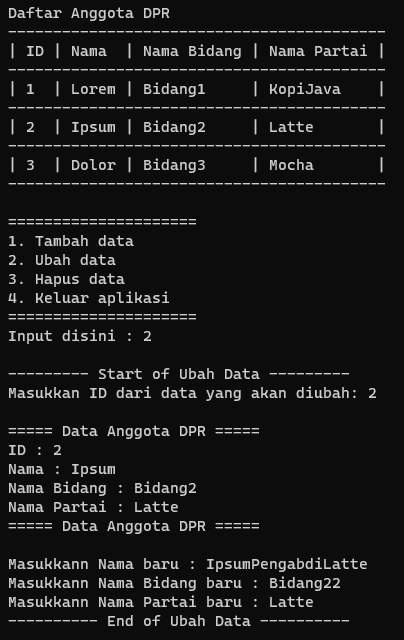 Daftar Anggota DPR
------------------------------------------
| ID | Nama  | Nama Bidang | Nama Partai |
------------------------------------------
| 1  | Lorem | Bidang1     | KopiJava    |
------------------------------------------
| 2  | Ipsum | Bidang2     | Latte       |
------------------------------------------
| 3  | Dolor | Bidang3     | Mocha       |
------------------------------------------

=====================
1. Tambah data
2. Ubah data
3. Hapus data
4. Keluar aplikasi
=====================
Input disini : 2

--------- Start of Ubah Data ---------
Masukkan ID dari data yang akan diubah: 2

===== Data Anggota DPR =====
ID : 2
Nama : Ipsum
Nama Bidang : Bidang2
Nama Partai : Latte
===== Data Anggota DPR =====

Masukkann Nama baru : IpsumPengabdiLatte
Masukkann Nama Bidang baru : Bidang22
Masukkann Nama Partai baru : Latte
---------- End of Ubah Data ----------